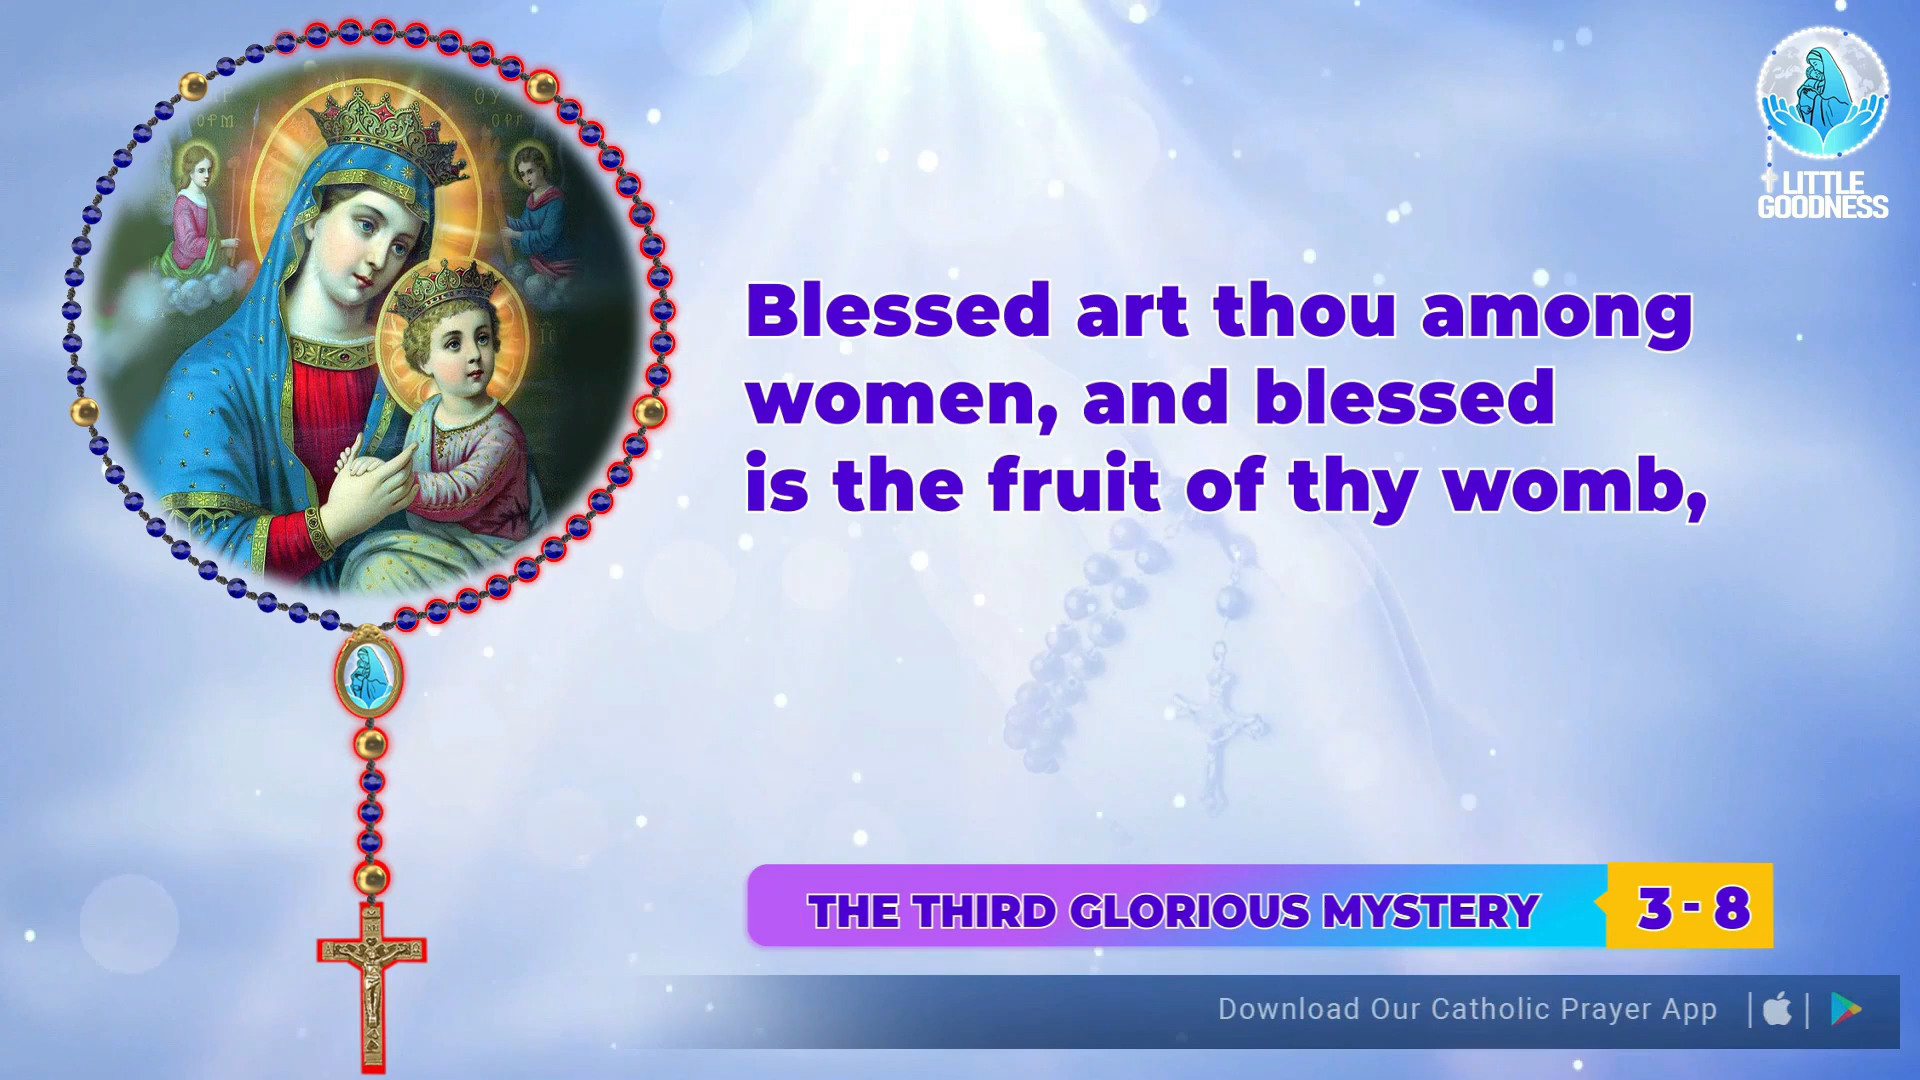 LITTLE
GOODNESS
Blessed art thou among
women, and blessed
is the fruit of thy womb,
THE THIRD GLORIOUS MYSTERY
3 - 8
Download Our Catholic Prayer App
INRI